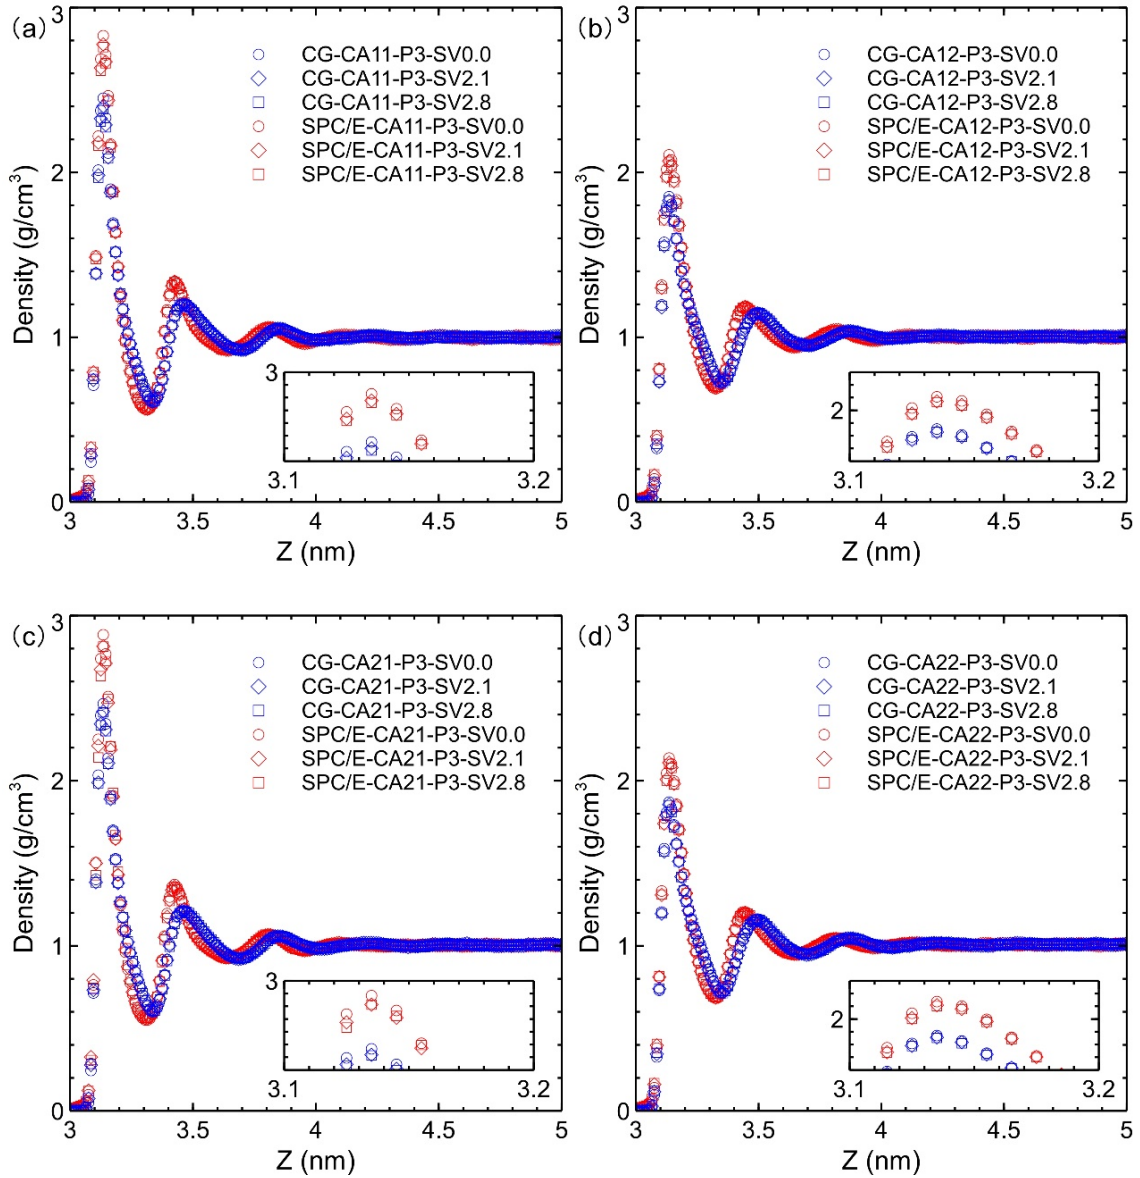 (a)
3
2
1
0
Density (g/cm³)
CG-CA11-P3-SV0.0
CG-CA11-P3-SV2.1
CG-CA11-P3-SV2.8
SPC/E-CA11-P3-SV0.0
SPC/E-CA11-P3-SV2.1
SPC/E-CA11-P3-SV2.8
3
3.1
3.2
3
3.5
4
4.5
5
Z (nm)
(b)
3
2
1
0
Density (g/cm³)
CG-CA12-P3-SV0.0
CG-CA12-P3-SV2.1
CG-CA12-P3-SV2.8
SPC/E-CA12-P3-SV0.0
SPC/E-CA12-P3-SV2.1
SPC/E-CA12-P3-SV2.8
2
3.1
3.2
3
3.5
4
4.5
5
Z (nm)
(c)
3
2
1
0
Density (g/cm³)
CG-CA21-P3-SV0.0
CG-CA21-P3-SV2.1
CG-CA21-P3-SV2.8
SPC/E-CA21-P3-SV0.0
SPC/E-CA21-P3-SV2.1
SPC/E-CA21-P3-SV2.8
3
3.1
3.2
3
3.5
4
4.5
5
Z (nm)
(d)
3
2
1
0
Density (g/cm³)
CG-CA22-P3-SV0.0
CG-CA22-P3-SV2.1
CG-CA22-P3-SV2.8
SPC/E-CA22-P3-SV0.0
SPC/E-CA22-P3-SV2.1
SPC/E-CA22-P3-SV2.8
2
3.1
3.2
3
3.5
4
4.5
5
Z (nm)